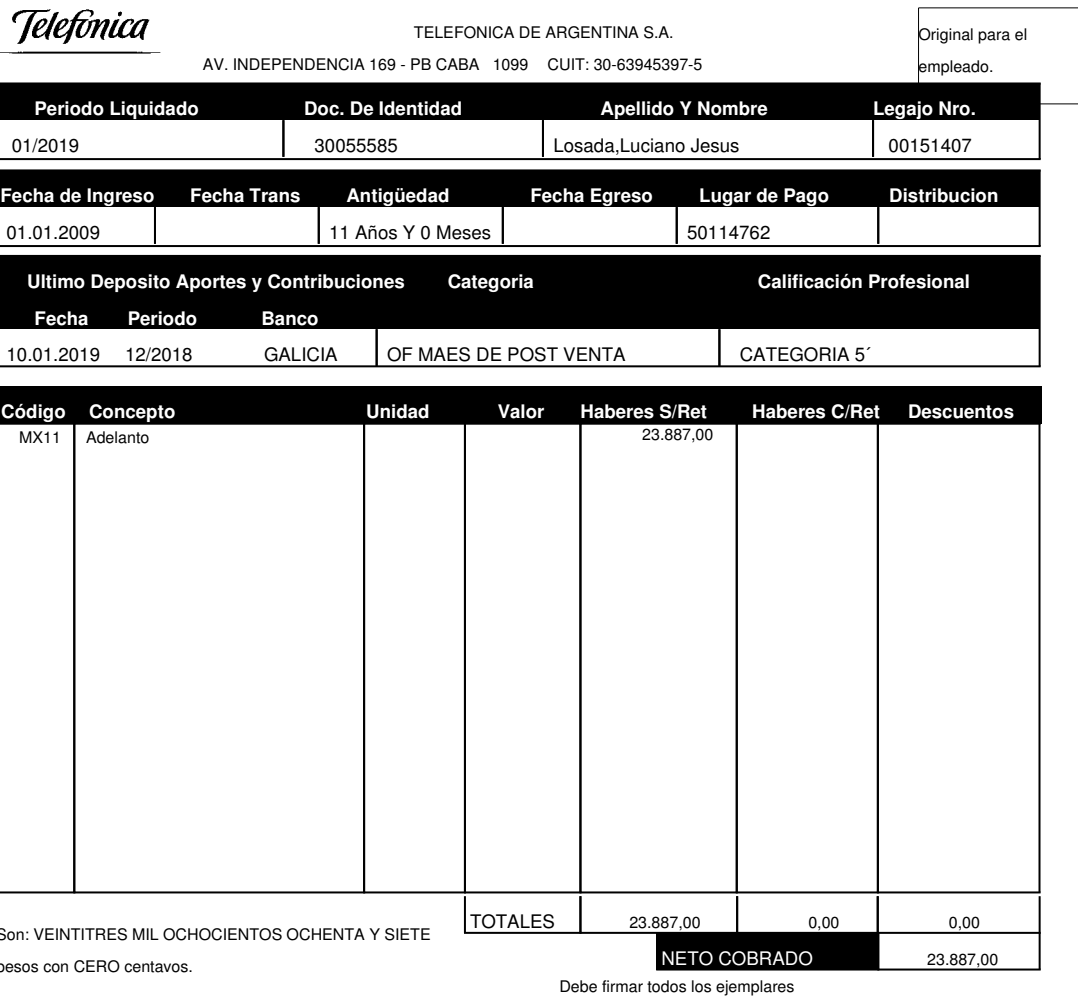 Telefónica
TELEFONICA DE ARGENTINA S.A.
AV. INDEPENDENCIA 169 - PB CABA 1099 CUIT: 30-63945397-5
Original para el
empleado.
Periodo Liquidado Doc. De Identidad Apellido Y Nombre Legajo Nro.
01/2019 30055585 Losada,Luciano Jesus 00151407
Fecha de Ingreso Fecha Trans Antigüedad Fecha Egreso Lugar de Pago Distribucion
01.01.2009 11 Años Y 0 Meses 50114762
Ultimo Deposito Aportes y Contribuciones Categoria Calificación Profesional
Fecha Periodo Banco
10.01.2019 12/2018 GALICIA OF MAES DE POST VENTA CATEGORIA 5´
Código Concepto Unidad Valor Haberes S/Ret Haberes C/Ret Descuentos
MX11 Adelanto 23.887,00
TOTALES 23.887,00 0,00 0,00
Son: VEINTITRES MIL OCHOCIENTOS OCHENTA Y SIETE
pesos con CERO centavos.
NETO COBRADO 23.887,00
Debe firmar todos los ejemplares